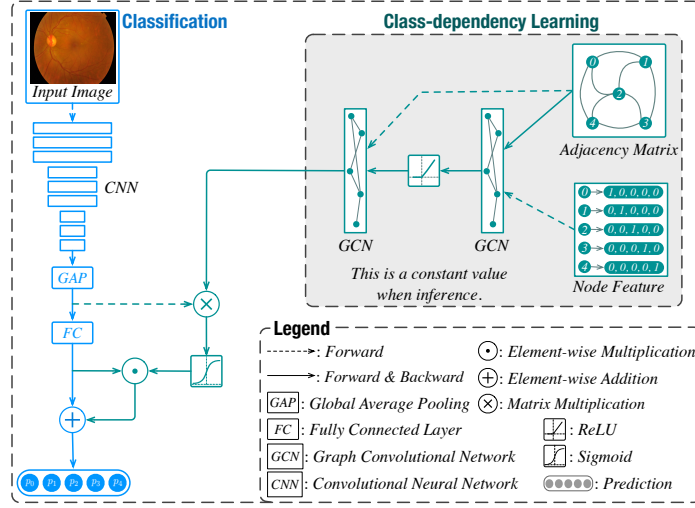 Classification
Class-dependency Learning
Input Image
CNN
GAP
FC
p0 p1 p2 p3 p4
GCN
GCN
This is a constant value
when inference.
0 1 2 4 3
Adjacency Matrix
0 1, 0, 0, 0, 0
1 0, 1, 0, 0, 0
2 0, 0, 1, 0, 0
3 0, 0, 0, 1, 0
4 0, 0, 0, 0, 1
Node Feature
Legend
: Forward
: Element-wise Multiplication
: Forward & Backward
: Element-wise Addition
GAP : Global Average Pooling
: Matrix Multiplication
FC : Fully Connected Layer
: ReLU
GCN : Graph Convolutional Network
: Sigmoid
CNN : Convolutional Neural Network
: Prediction